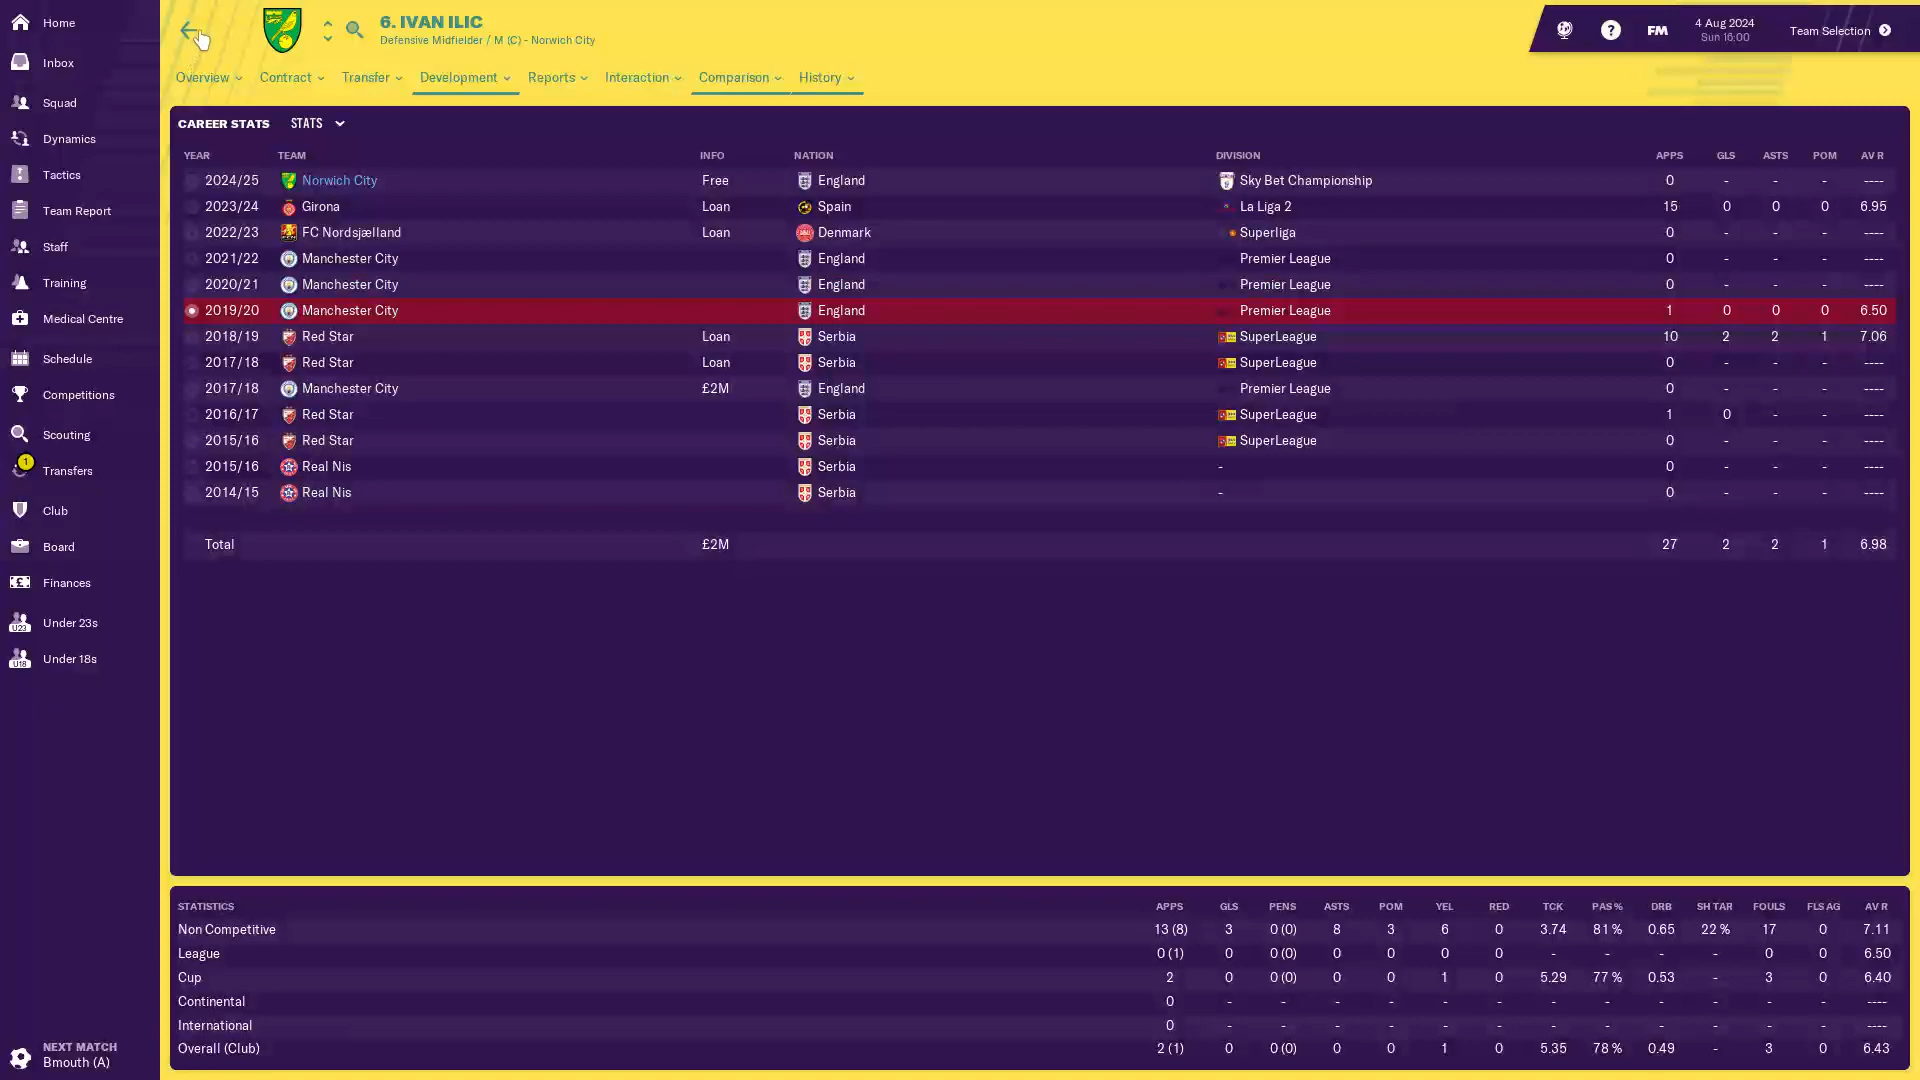 Home
Inbox
Squad
Dynamics
Tactics
Team Report
Staff
Training
Medical Centre
Schedule
Competitions
Scouting
1
Transfers
Club
Board
Finances
U23
Under 23s
U18
Under 18s
NEXT MATCH
Bmouth (A)
6. IVAN ILIC
Defensive Midfielder / M (C) - Norwich City
FM
4 Aug 2024
Sun 16:00
Team Selection
Overview Contract Transfer Development Reports Interaction Comparison History
CAREER STATS STATS
YEAR TEAM INFO NATION DIVISION APPS GLS ASTS POM AV R
2024/25 Norwich City Free England Sky Bet Championship 0 - - - ----
2023/24 Girona Loan Spain La Liga 2 15 0 0 0 6.95
2022/23 FC Nordsjælland Loan Denmark Superliga 0 - - - ----
2021/22 Manchester City England Premier League 0 - - - ----
2020/21 Manchester City England Premier League 0 - - - ----
2019/20 Manchester City England Premier League 1 0 0 0 6.50
2018/19 Red Star Loan Serbia SuperLeague 10 2 2 1 7.06
2017/18 Red Star Loan Serbia SuperLeague 0 - - - ----
2017/18 Manchester City £2M England Premier League 0 - - - ----
2016/17 Red Star Serbia SuperLeague 1 0 - - ----
2015/16 Red Star Serbia SuperLeague 0 - - - ----
2015/16 Real Nis Serbia - 0 - - - ----
2014/15 Real Nis Serbia - 0 - - - ----
Total £2M 27 2 2 1 6.98
STATISTICS APPS GLS PENS ASTS POM YEL RED TCK PAS % DRB SH TAR FOULS FLS AG AV R
Non Competitive 13 (8) 3 0 (0) 8 3 6 0 3.74 81 % 0.65 22 % 17 0 7.11
League 0 (1) 0 0 (0) 0 0 0 0 - - - - 0 0 6.50
Cup 2 0 0 (0) 0 0 1 0 5.29 77 % 0.53 - 3 0 6.40
Continental 0 - - - - - - - - - - - - ----
International 0 - - - - - - - - - - - - ----
Overall (Club) 2 (1) 0 0 (0) 0 0 1 0 5.35 78 % 0.49 - 3 0 6.43